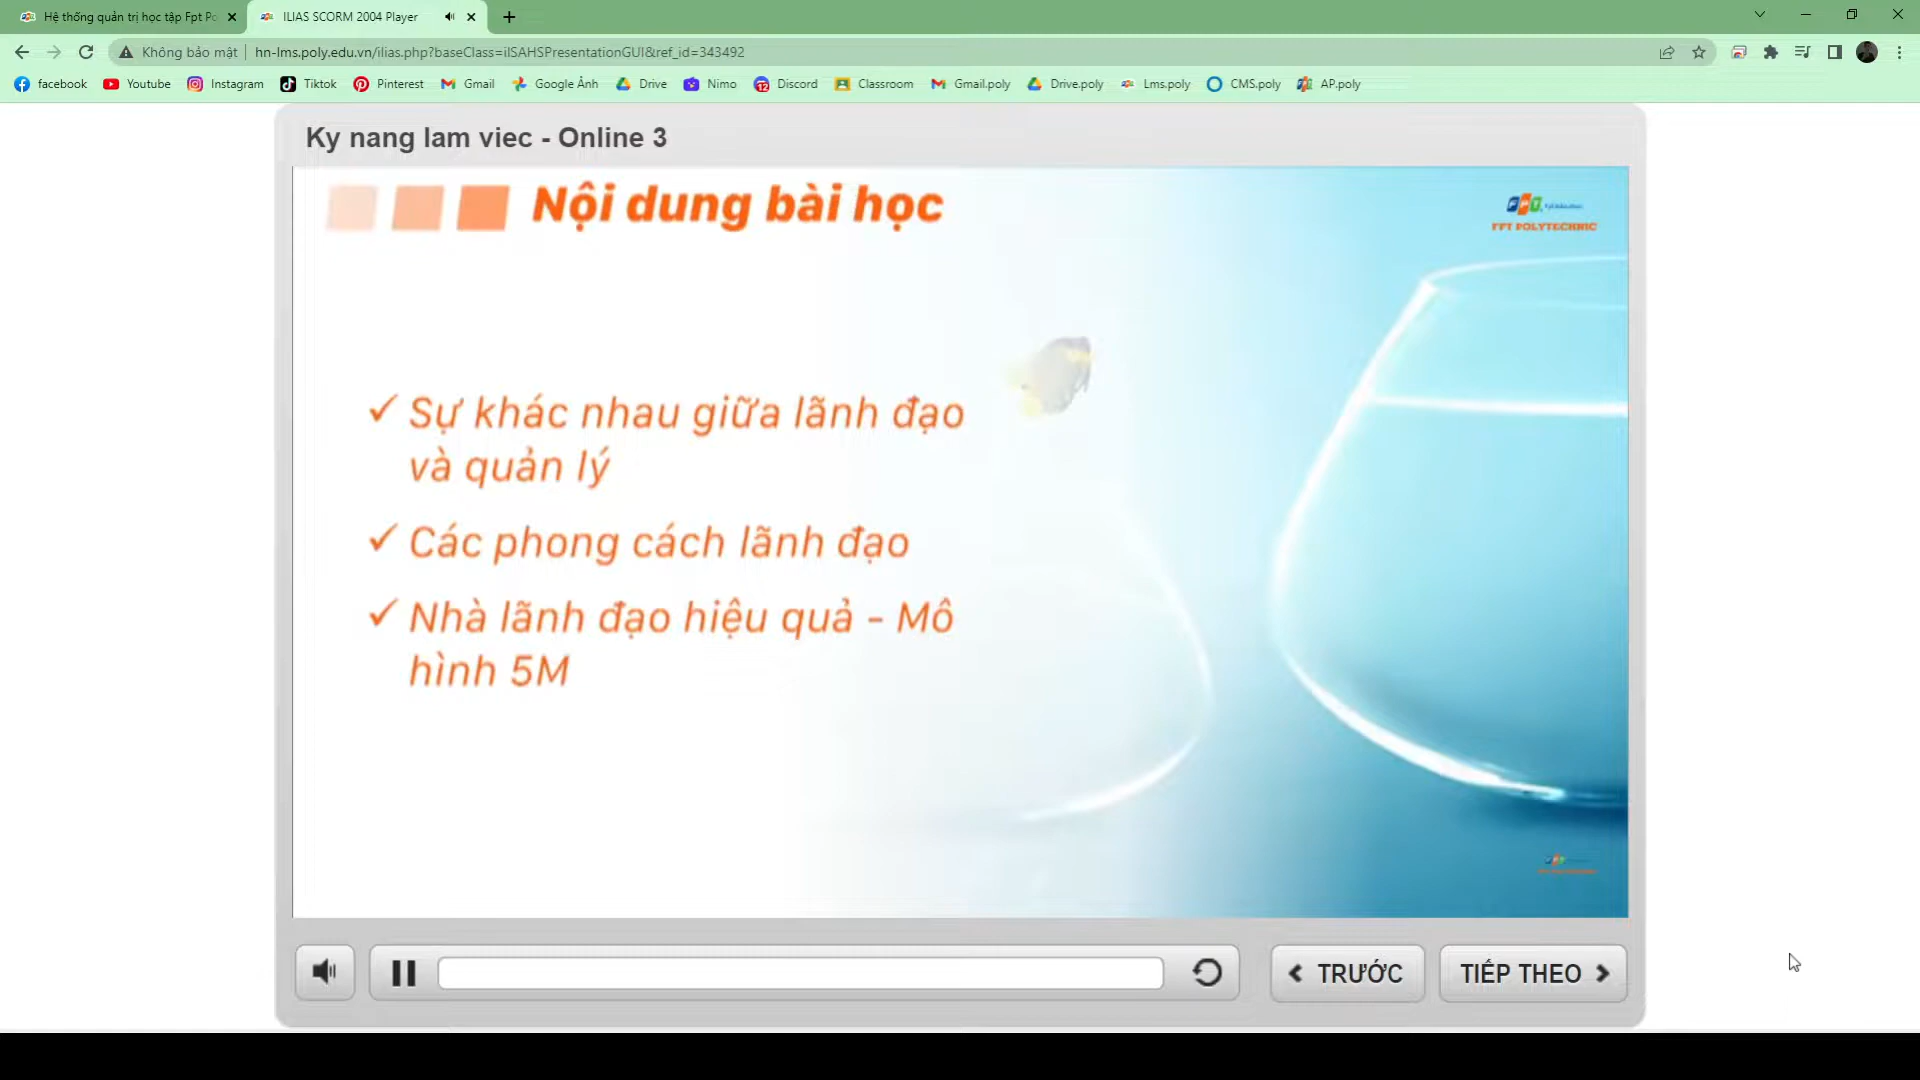 Hệ thống quản trị học tập Fpt Po
ILIAS SCORM 2004 Player
Không bảo mật
hn-lms.poly.edu.vn/ilias.php?baseClass=ilSAHSPresentationGUI&ref_id=343492
facebook
Youtube
Instagram
Tiktok
Pinterest
Gmail
Google Ảnh
Drive
Nimo
12
Discord
Classroom
Gmail.poly
Drive.poly
Lms.poly
CMS.poly
AP.poly
Ky nang lam viec - Online 3
Nội dung bài học
FPT Education
FPT POLYTECHNIC
Sự khác nhau giữa lãnh đạo
và quản lý
Các phong cách lãnh đạo
Nhà lãnh đạo hiệu quả - Mô
hình 5M
TRƯỚC
TIẾP THEO